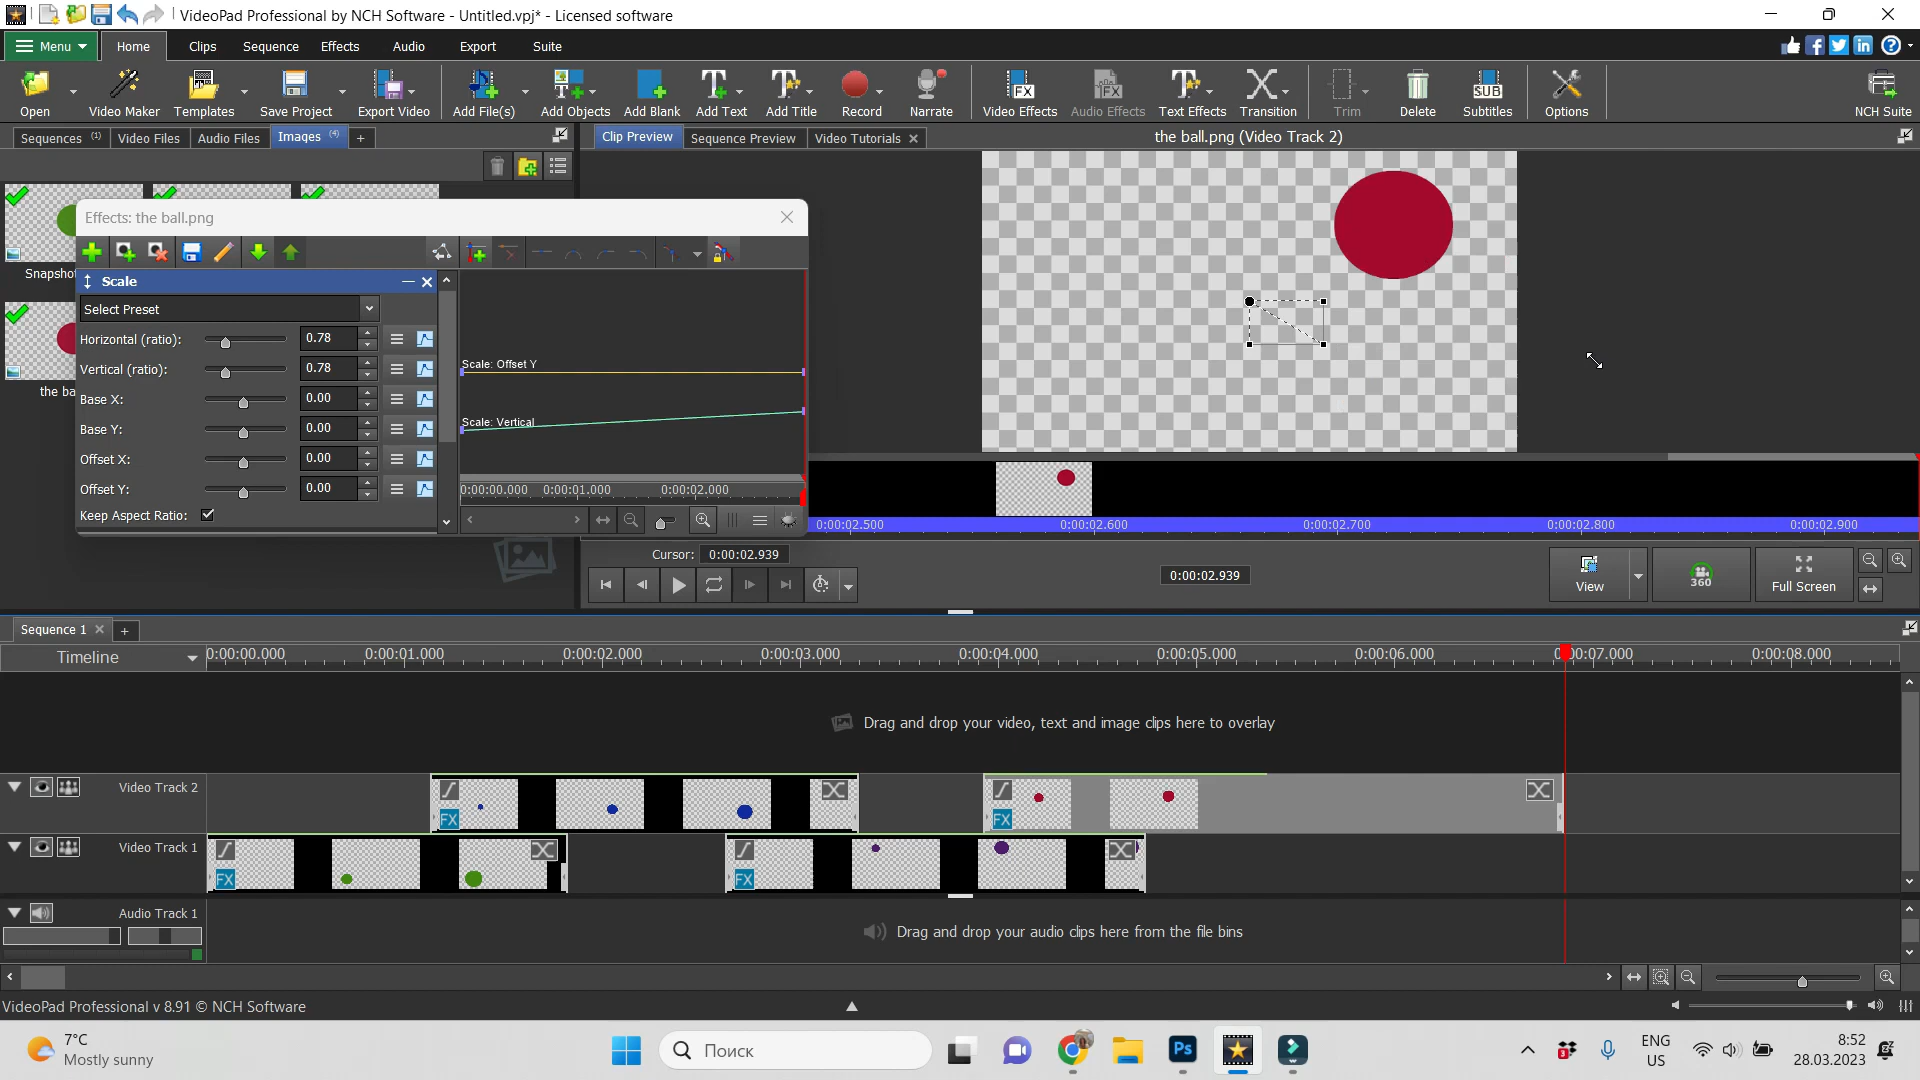 VideoPad Professional by NCH Software - Untitled.vpj* - Licensed software
Menu Home Clips Sequence Effects Audio Export Suite
Open Video Maker Templates Save Project Export Video Add File(s) Add Objects Add Blank Add Text Add Title Record Narrate Video Effects Audio Effects Text Effects Transition Trim Delete Subtitles Options NCH Suite
Sequences (1) Video Files Audio Files Images (4) + Clip Preview Sequence Preview Video Tutorials the ball.png (Video Track 2)
Effects: the ball.png
Snapshot
the ba
Scale
Select Preset
Horizontal (ratio): 0.78
Vertical (ratio): 0.78
Base X: 0.00
Base Y: 0.00
Offset X: 0.00
Offset Y: 0.00
Keep Aspect Ratio:
Scale: Offset Y
Scale: Vertical
0:00:00.000 0:00:01.000 0:00:02.000
0:00:02.500 0:00:02.600 0:00:02.700 0:00:02.800 0:00:02.900
Cursor: 0:00:02.939
0:00:02.939
View 360 Full Screen
Sequence 1
Timeline 0:00:00.000 0:00:01.000 0:00:02.000 0:00:03.000 0:00:04.000 0:00:05.000 0:00:06.000 0:00:07.000 0:00:08.000
Drag and drop your video, text and image clips here to overlay
Video Track 2 FX FX
Video Track 1 FX FX
Audio Track 1
Drag and drop your audio clips here from the file bins
VideoPad Professional v 8.91 © NCH Software
7°C
Mostly sunny
Поиск
Ps
3
ENG
US
8:52
28.03.2023